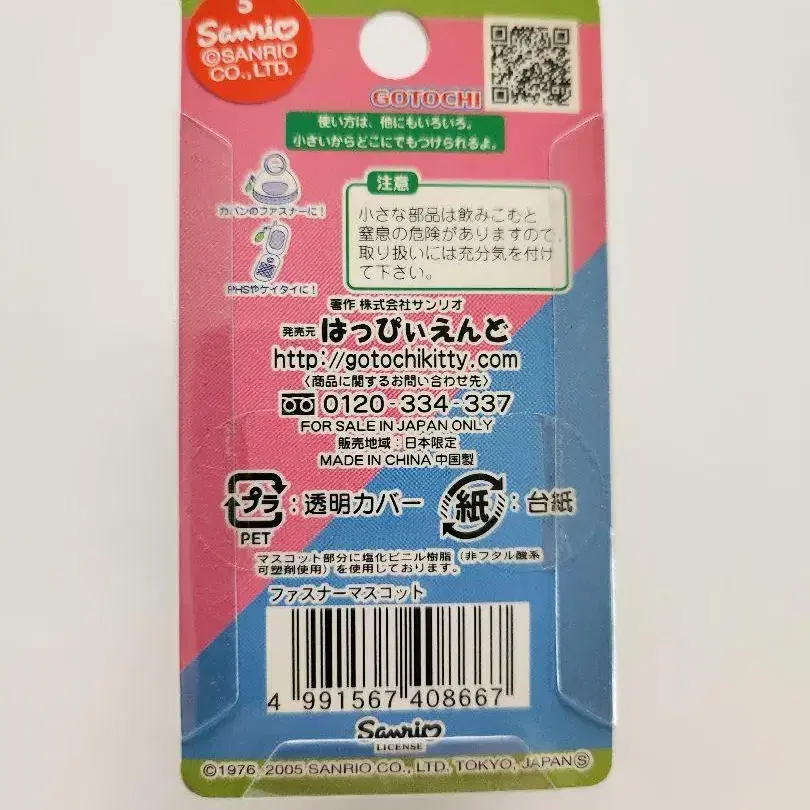 S
Sanrio
©SANRIO
CO., LTD.
GOTOCHI
使い方は、他にもいろいろ。
小さいからどこにでもつけられるよ。
カバンのファスナーに！
PHSやケイタイに！
注意
小さな部品は飲みこむと
窒息の危険がありますので、
取り扱いには充分気を付け
て下さい。
著作 株式会社サンリオ
発売元 はっぴぃえんど
http://gotochikitty.com
〈商品に関するお問い合わせ先〉
0120-334-337
FOR SALE IN JAPAN ONLY
販売地域：日本限定
MADE IN CHINA 中国製
プラ：透明カバー
PET
紙：台紙
マスコット部分に塩化ビニル樹脂（非フタル酸系
可塑剤使用）を使用しております。
ファスナーマスコット
4 991567 408667
Sanrio
LICENSE
©1976, 2005 SANRIO CO., LTD. TOKYO, JAPAN Ⓢ